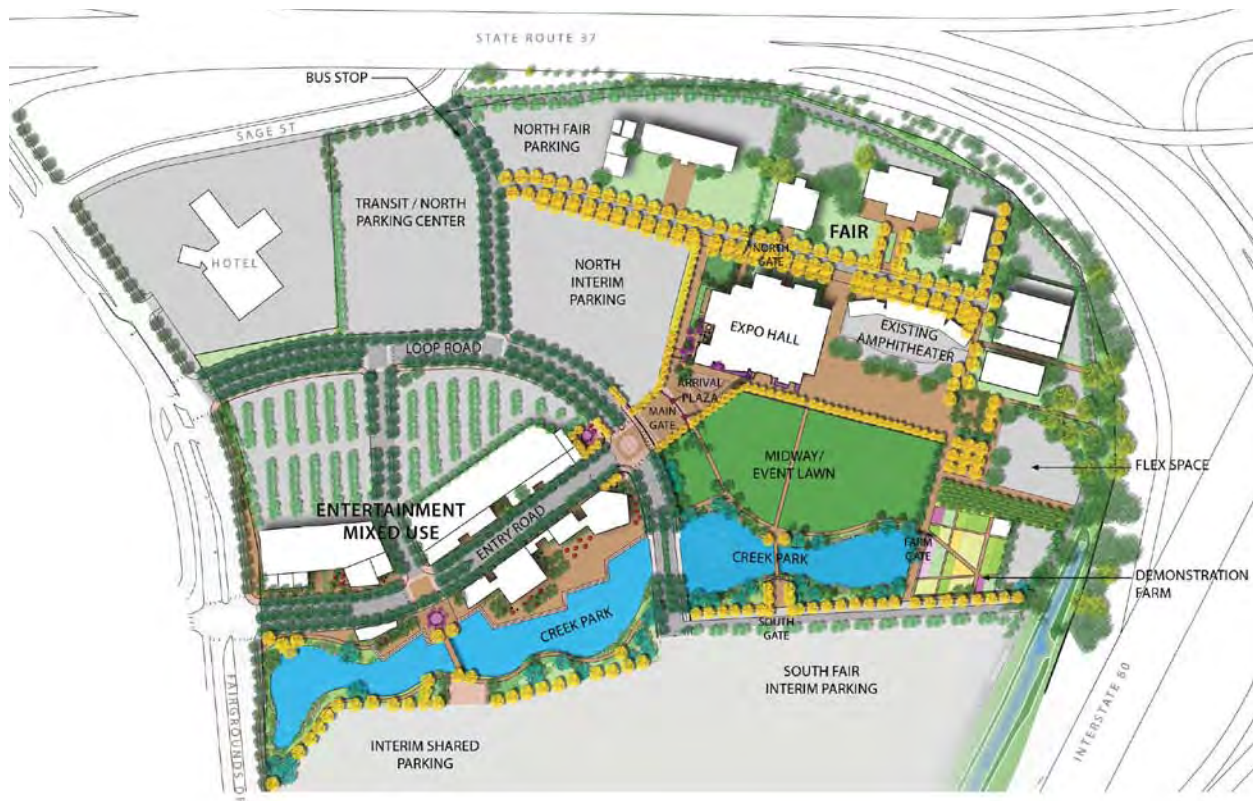 STATE ROUTE 37
BUS STOP
SAGE ST
NORTH FAIR
PARKING
TRANSIT / NORTH
PARKING CENTER
HOTEL
FAIR
NORTH
GATE
NORTH
INTERIM
PARKING
EXPO HALL
EXISTING
AMPHITHEATER
LOOP ROAD
ARRIVAL
PLAZA
MAIN
GATE
MIDWAY/
EVENT LAWN
FLEX SPACE
ENTERTAINMENT
MIXED USE
ENTRY ROAD
FARM
GATE
CREEK PARK
DEMONSTRATION
FARM
CREEK PARK
SOUTH
GATE
SOUTH FAIR
INTERIM PARKING
FAIRGROUNDS DR
INTERSTATE 80
INTERIM SHARED
PARKING